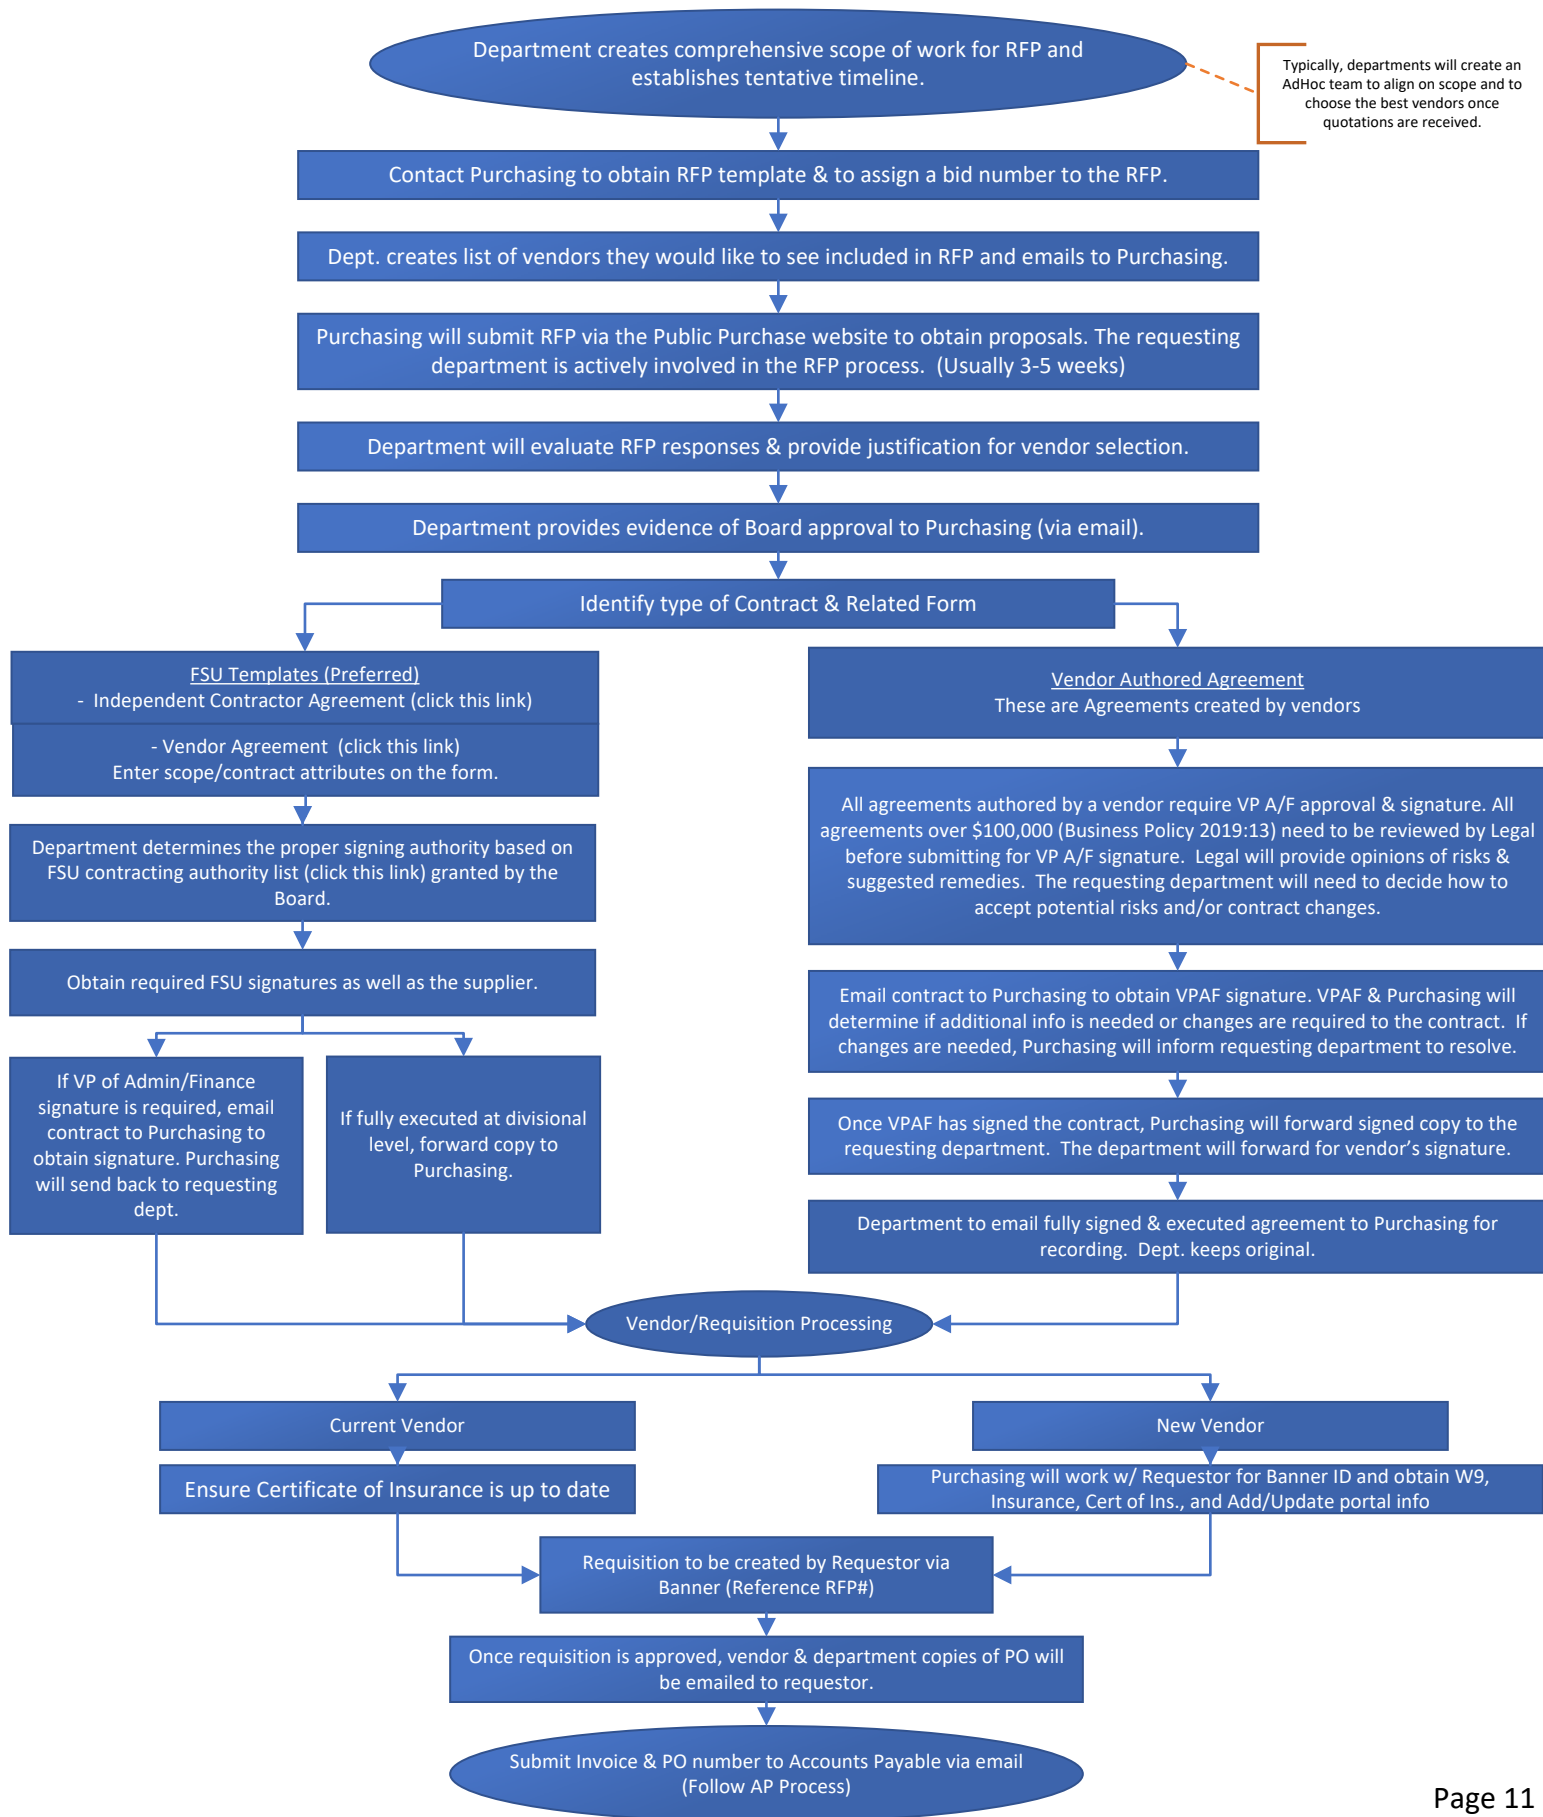 Department creates comprehensive scope of work for RFP and
establishes tentative timeline.
Typically, departments will create an
AdHoc team to align on scope and to
choose the best vendors once
quotations are received.
Contact Purchasing to obtain RFP template & to assign a bid number to the RFP.
Dept. creates list of vendors they would like to see included in RFP and emails to Purchasing.
Purchasing will submit RFP via the Public Purchase website to obtain proposals. The requesting
department is actively involved in the RFP process.  (Usually 3-5 weeks)
Department will evaluate RFP responses & provide justification for vendor selection.
Department provides evidence of Board approval to Purchasing (via email).
Identify type of Contract & Related Form
FSU Templates (Preferred)
- Independent Contractor Agreement (click this link)
- Vendor Agreement  (click this link)
Enter scope/contract attributes on the form.
Department determines the proper signing authority based on
FSU contracting authority list (click this link) granted by the
Board.
Obtain required FSU signatures as well as the supplier.
If VP of Admin/Finance
signature is required, email
contract to Purchasing to
obtain signature. Purchasing
will send back to requesting
dept.
If fully executed at divisional
level, forward copy to
Purchasing.
Vendor Authored Agreement
These are Agreements created by vendors
All agreements authored by a vendor require VP A/F approval & signature. All
agreements over $100,000 (Business Policy 2019:13) need to be reviewed by Legal
before submitting for VP A/F signature.  Legal will provide opinions of risks &
suggested remedies.  The requesting department will need to decide how to
accept potential risks and/or contract changes.
Email contract to Purchasing to obtain VPAF signature. VPAF & Purchasing will
determine if additional info is needed or changes are required to the contract.  If
changes are needed, Purchasing will inform requesting department to resolve.
Once VPAF has signed the contract, Purchasing will forward signed copy to the
requesting department.  The department will forward for vendor’s signature.
Department to email fully signed & executed agreement to Purchasing for
recording.  Dept. keeps original.
Vendor/Requisition Processing
Current Vendor
Ensure Certificate of Insurance is up to date
New Vendor
Purchasing will work w/ Requestor for Banner ID and obtain W9,
Insurance, Cert of Ins., and Add/Update portal info
Requisition to be created by Requestor via
Banner (Reference RFP#)
Once requisition is approved, vendor & department copies of PO will
be emailed to requestor.
Submit Invoice & PO number to Accounts Payable via email
(Follow AP Process)
Page 11